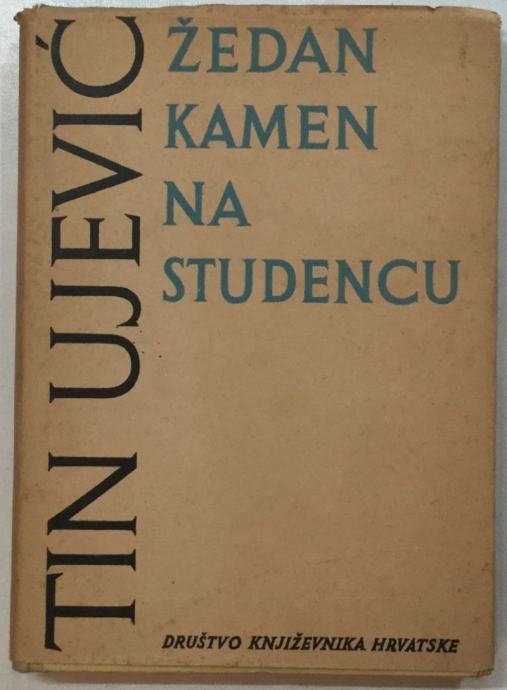 TIN UJEVIĆ
ŽEDAN
KAMEN
NA
STUDENCU
DRUŠTVO KNJIŽEVNIKA HRVATSKE